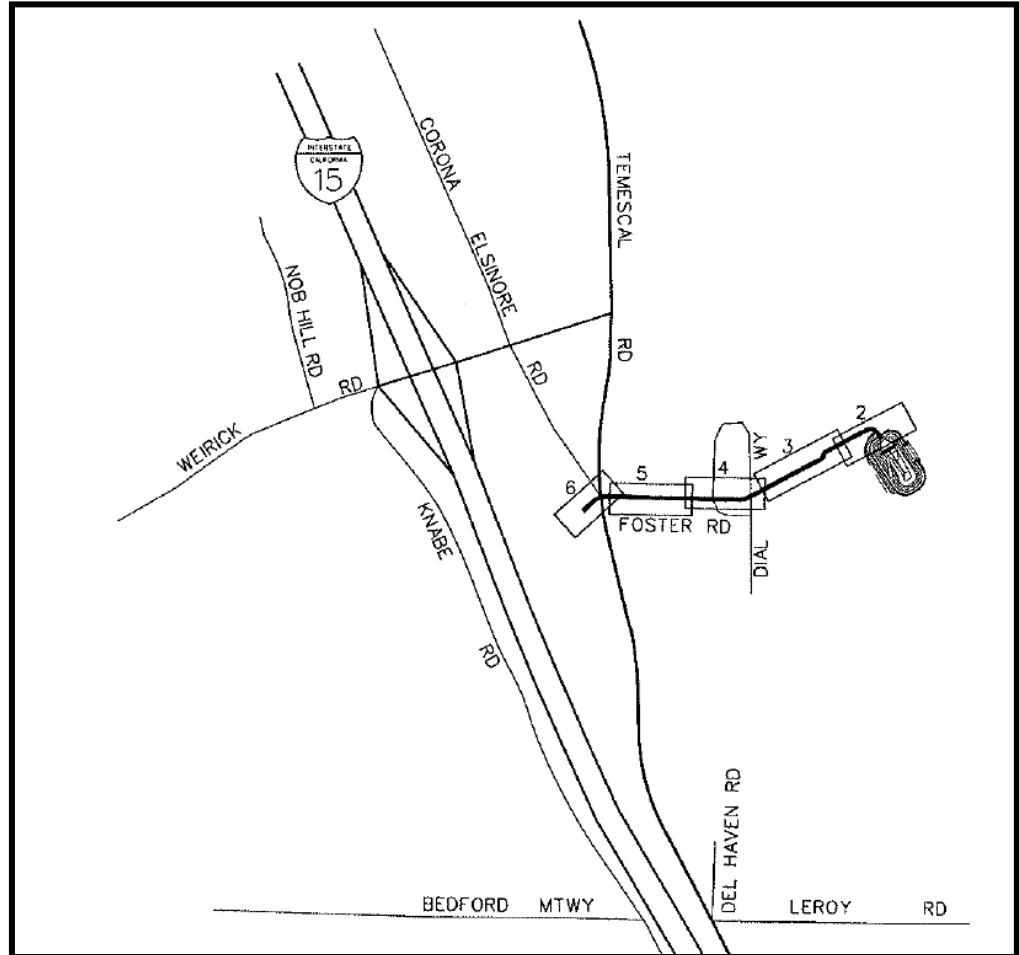 INTERSTATE
CALIFORNIA
15
CORONA
ELSINORE
RD
TEMESCAL
RD
NOB HILL RD
WEIRICK
RD
KNABE
RD
2
3
4
5
6
WY
DIAL
FOSTER RD
DEL HAVEN RD
BEDFORD MTWY
LEROY RD